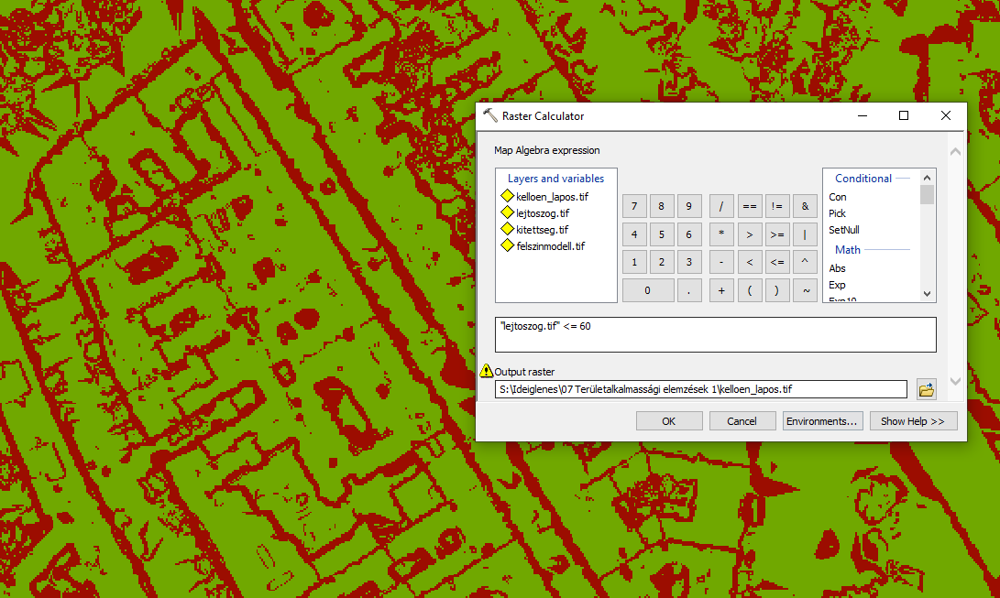 Raster Calculator
Map Algebra expression
Layers and variables
kelloen_lapos.tif
lejtoszog.tif
kitettseg.tif
felszinmodell.tif
7 8 9 / == != &
4 5 6 * > >= |
1 2 3 - < <= ^
0 . + ( ) ~
Conditional
Con
Pick
SetNull
Math
Abs
Exp
Exp10
"lejtoszog.tif" <= 60
Output raster
S:\Ideiglenes\07 Területalkalmassági elemzések 1\kelloen_lapos.tif
OK Cancel Environments... Show Help >>